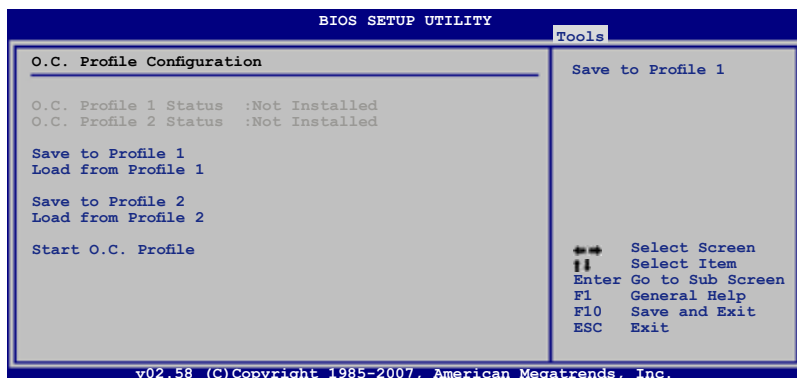 BIOS SETUP UTILITY
Tools
O.C. Profile Configuration
O.C. Profile 1 Status :Not Installed
O.C. Profile 2 Status :Not Installed
Save to Profile 1
Load from Profile 1
Save to Profile 2
Load from Profile 2
Start O.C. Profile
Save to Profile 1
Select Screen
Select Item
Enter Go to Sub Screen
F1 General Help
F10 Save and Exit
ESC Exit
v02.58 (C)Copyright 1985-2007, American Megatrends, Inc.